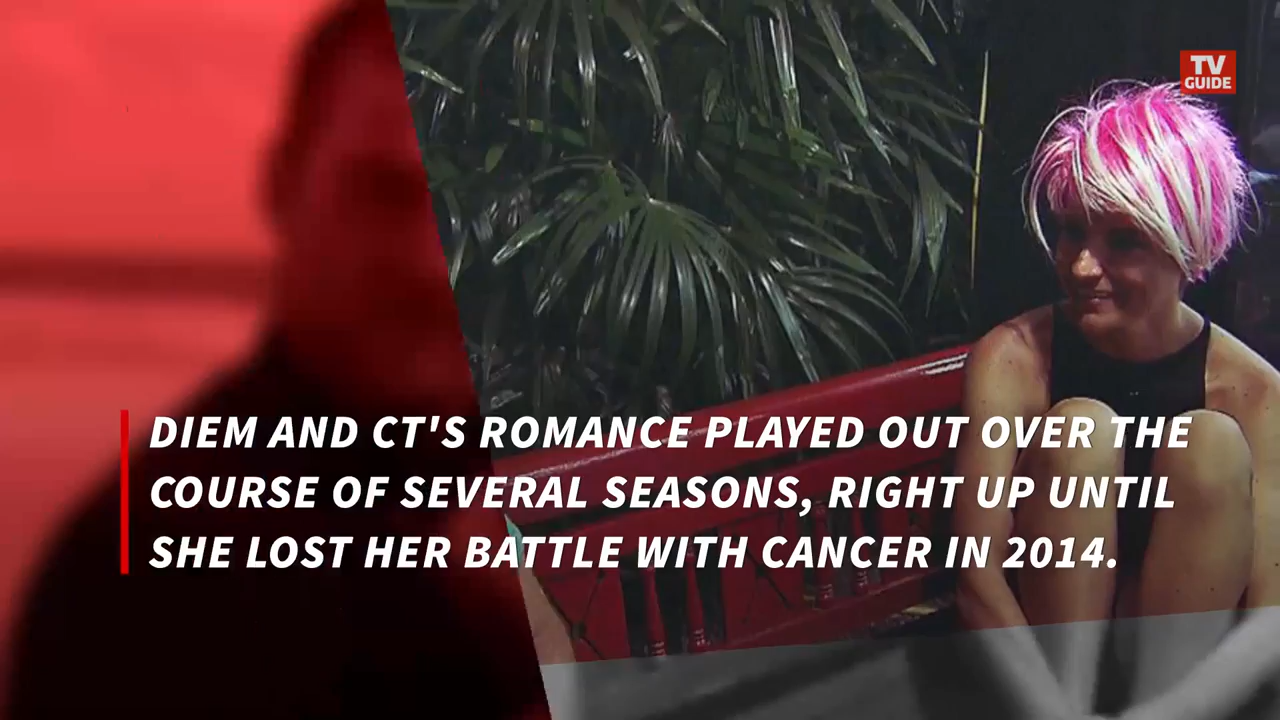 TV
GUIDE
DIEM AND CT'S ROMANCE PLAYED OUT OVER THE
COURSE OF SEVERAL SEASONS, RIGHT UP UNTIL
SHE LOST HER BATTLE WITH CANCER IN 2014.